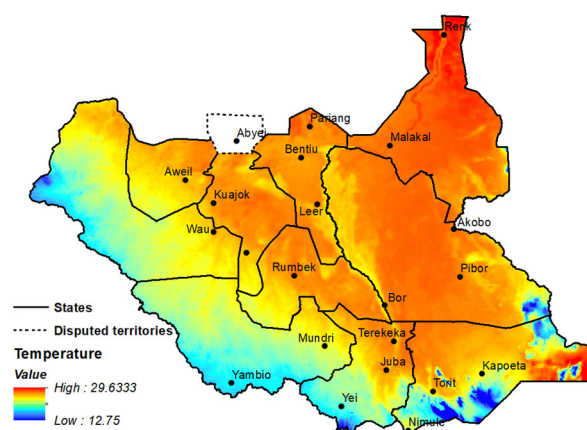 Renk
Pariang
Abyei
Malakal
Bentiu
Aweil
Kuajok
Leer
Wau
Akobo
Rumbek
Pibor
Bor
States
Disputed territories
Terekeka
Mundri
Temperature
Juba
Kapoeta
Value
Yambio
Torit
High : 29.6333
Yei
Low : 12.75
Nimule